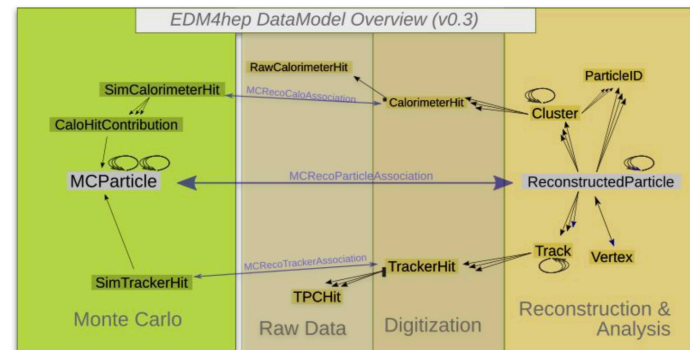 EDM4hep DataModel Overview (v0.3)
RawCalorimeterHit
ParticleID
SimCalorimeterHit
MCRecoCaloAssociation
CalorimeterHit
Cluster
CaloHitContribution
MCParticle
MCRecoParticleAssociation
ReconstructedParticle
MCRecoTrackerAssociation
TrackerHit
Track
Vertex
SimTrackerHit
TPCHit
Monte Carlo
Raw Data
Digitization
Reconstruction &
Analysis